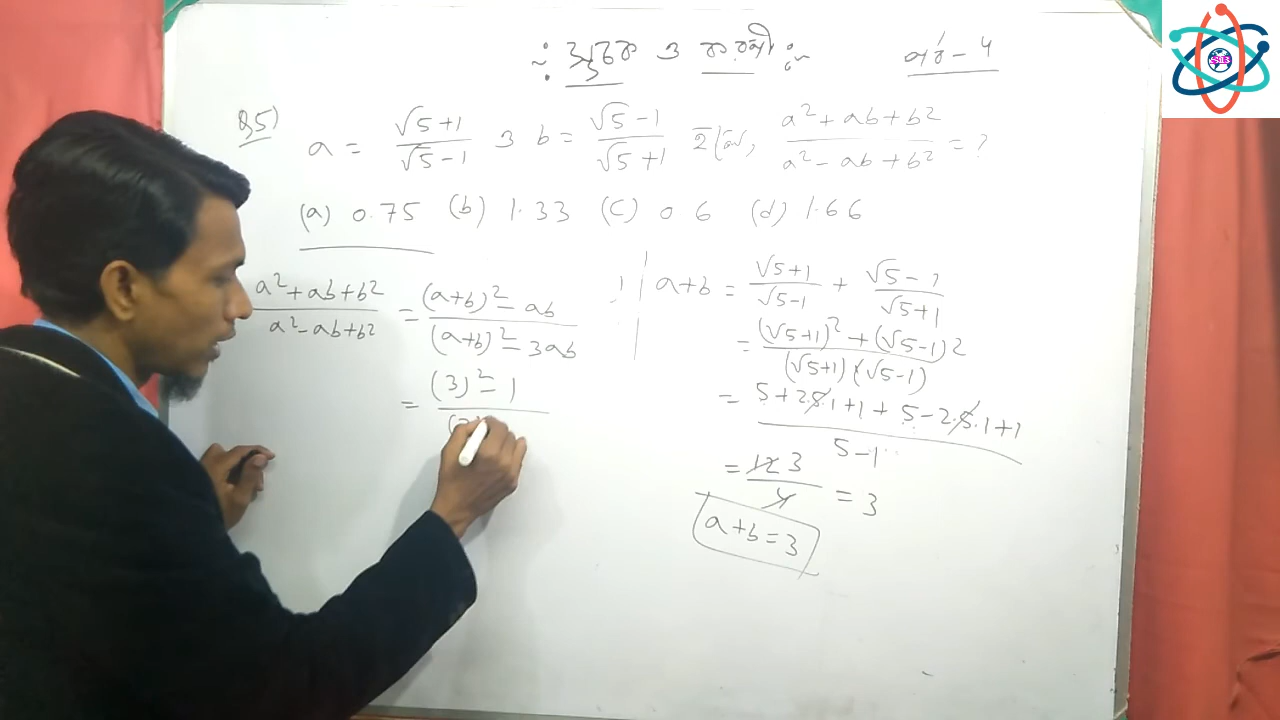 সূচক ও করণী পার্ট - 4
Q5) a = (√5+1)/(√5-1) ও b = (√5-1)/(√5+1) হলে, (a²+ab+b²)/(a²-ab+b²) = ?
(a) 0.75 (b) 1.33 (c) 0 6 (d) 1.66
(a²+ab+b²)/(a²-ab+b²) = ((a+b)²-ab)/((a+b)²-3ab)
= ((3)²-1)/
a+b = (√5+1)/(√5-1) + (√5-1)/(√5+1)
= ((√5+1)²+(√5-1)²)/((√5+1)(√5-1))
= (5+2.5.1+1+5-2.5.1+1)/(5-1)
= 12 3/4 = 3
a+b=3
SIB